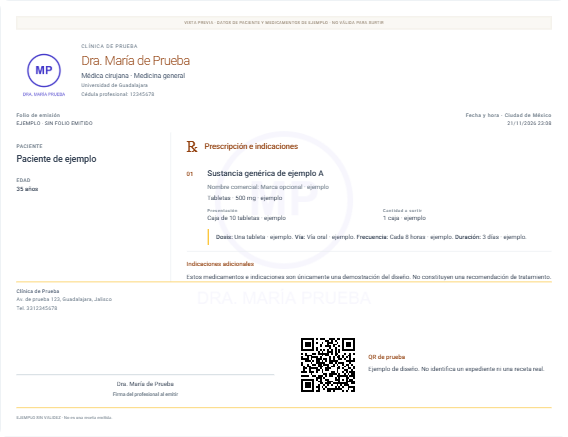 VISTA PREVIA · DATOS DE PACIENTE Y MEDICAMENTOS DE EJEMPLO · NO VÁLIDA PARA SURTIR
MP
DRA. MARÍA PRUEBA
CLÍNICA DE PRUEBA
Dra. María de Prueba
Médica cirujana · Medicina general
Universidad de Guadalajara
Cédula profesional: 12345678
Folio de emisión
EJEMPLO · SIN FOLIO EMITIDO
Fecha y hora · Ciudad de México
21/11/2026 23:08
PACIENTE
Paciente de ejemplo
EDAD
35 años
℞ Prescripción e indicaciones
01 Sustancia genérica de ejemplo A
Nombre comercial: Marca opcional · ejemplo
Tabletas · 500 mg · ejemplo
Presentación
Caja de 10 tabletas · ejemplo
Cantidad a surtir
1 caja · ejemplo
Dosis: Una tableta · ejemplo. Vía: Vía oral · ejemplo. Frecuencia: Cada 8 horas · ejemplo. Duración: 3 días · ejemplo.
Indicaciones adicionales
Estos medicamentos e indicaciones son únicamente una demostración del diseño. No constituyen una recomendación de tratamiento.
MP
DRA. MARÍA PRUEBA
Clínica de Prueba
Av. de prueba 123, Guadalajara, Jalisco
Tel. 3312345678
Dra. María de Prueba
Firma del profesional al emitir
QR de prueba
Ejemplo de diseño. No identifica un expediente ni una receta real.
EJEMPLO SIN VALIDEZ · No es una receta emitida